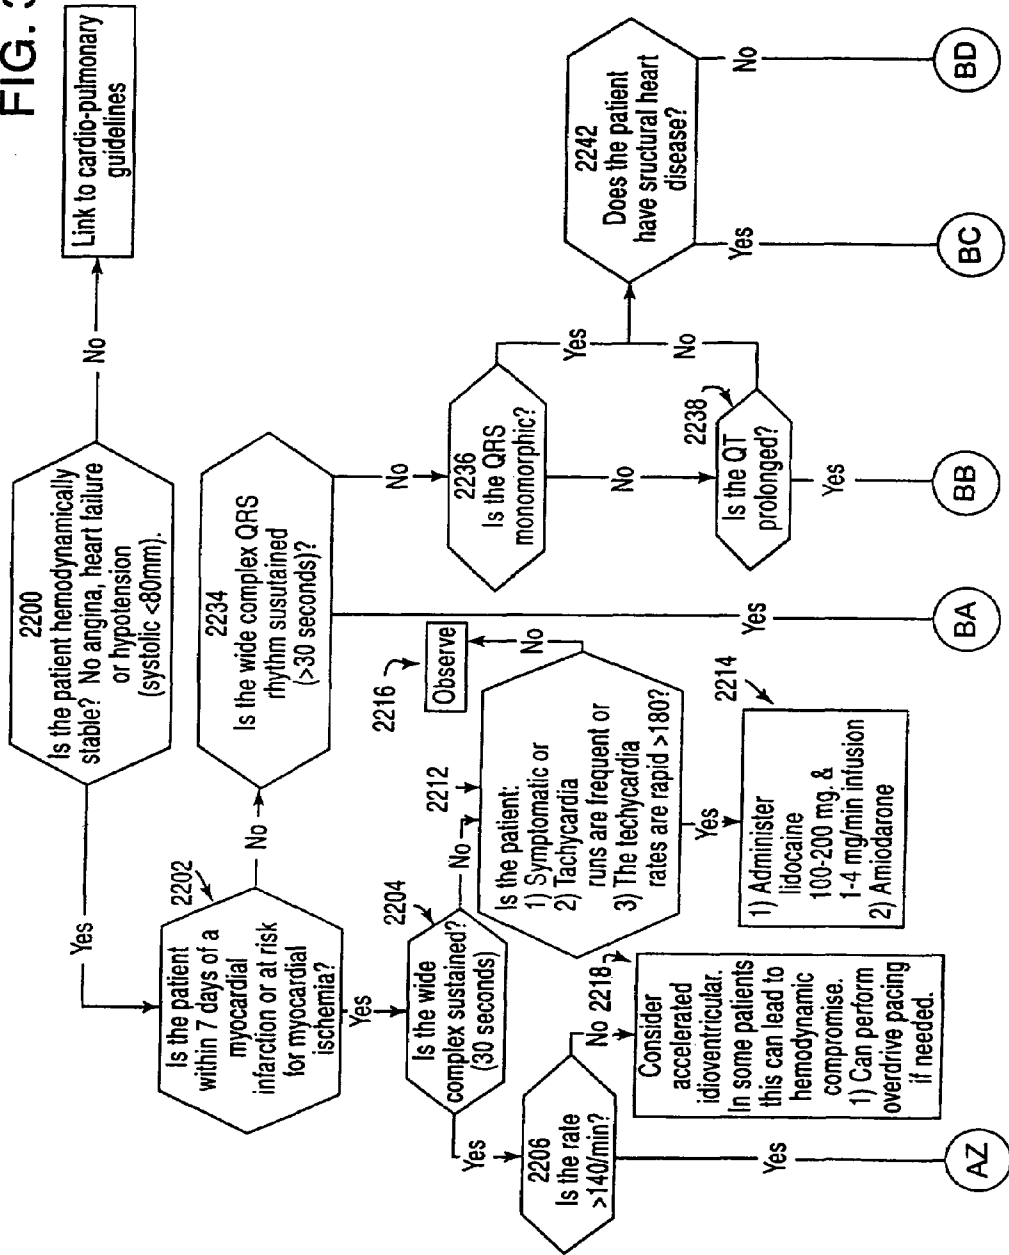 FIG. 3
2200
Is the patient hemodynamically
stable? No angina, heart failure
or hypotension
(systolic <80mm).
No
Link to cardio-pulmonary
guidelines
Yes
2202
Is the patient
within 7 days of a
myocardial
infarction or at risk
for myocardial
ischemia?
No
2234
Is the wide complex QRS
rhythm susutained
(>30 seconds)?
Yes
2204
Is the wide
complex sustained?
(30 seconds)
No
2212
Is the patient:
1) Symptomatic or
2) Tachycardia
runs are frequent or
3) The techycardia
rates are rapid >180?
No
2216
Observe
Yes
2214
1) Administer
lidocaine
100-200 mg. &
1-4 mg/min infusion
2) Amiodarone
Yes
2206
Is the rate
>140/min?
No
2218
Consider
accelerated
idioventricular.
In some patients
this can lead to
hemodynamic
compromise.
1) Can perform
overdrive pacing
if needed.
Yes
AZ
Yes
BA
No
2236
Is the QRS
monomorphic?
Yes
No
2238
Is the QT
prolonged?
No
Yes
BB
2242
Does the patient
have sructural heart
disease?
Yes
BC
No
BD